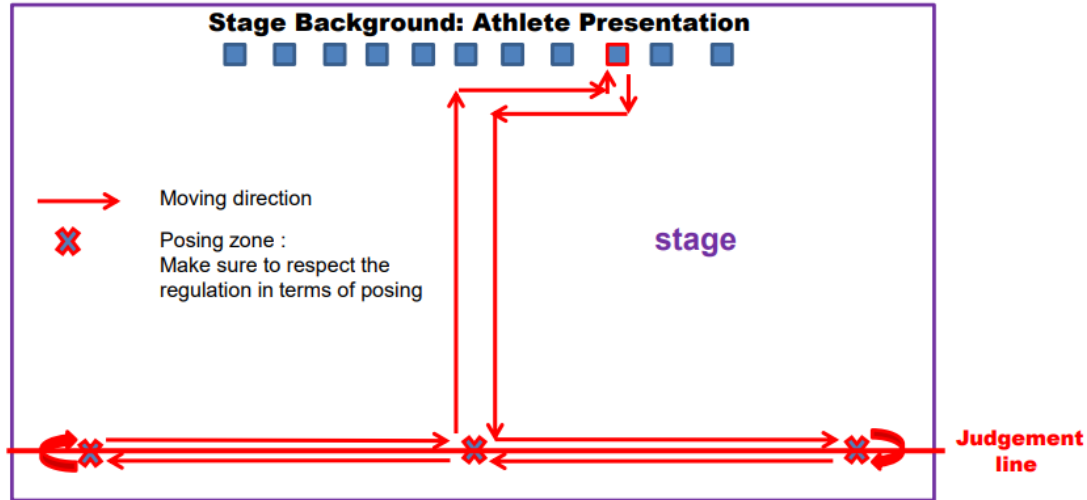 Stage Background: Athlete Presentation
Moving direction
Posing zone :
Make sure to respect the
regulation in terms of posing
stage
Judgement
line